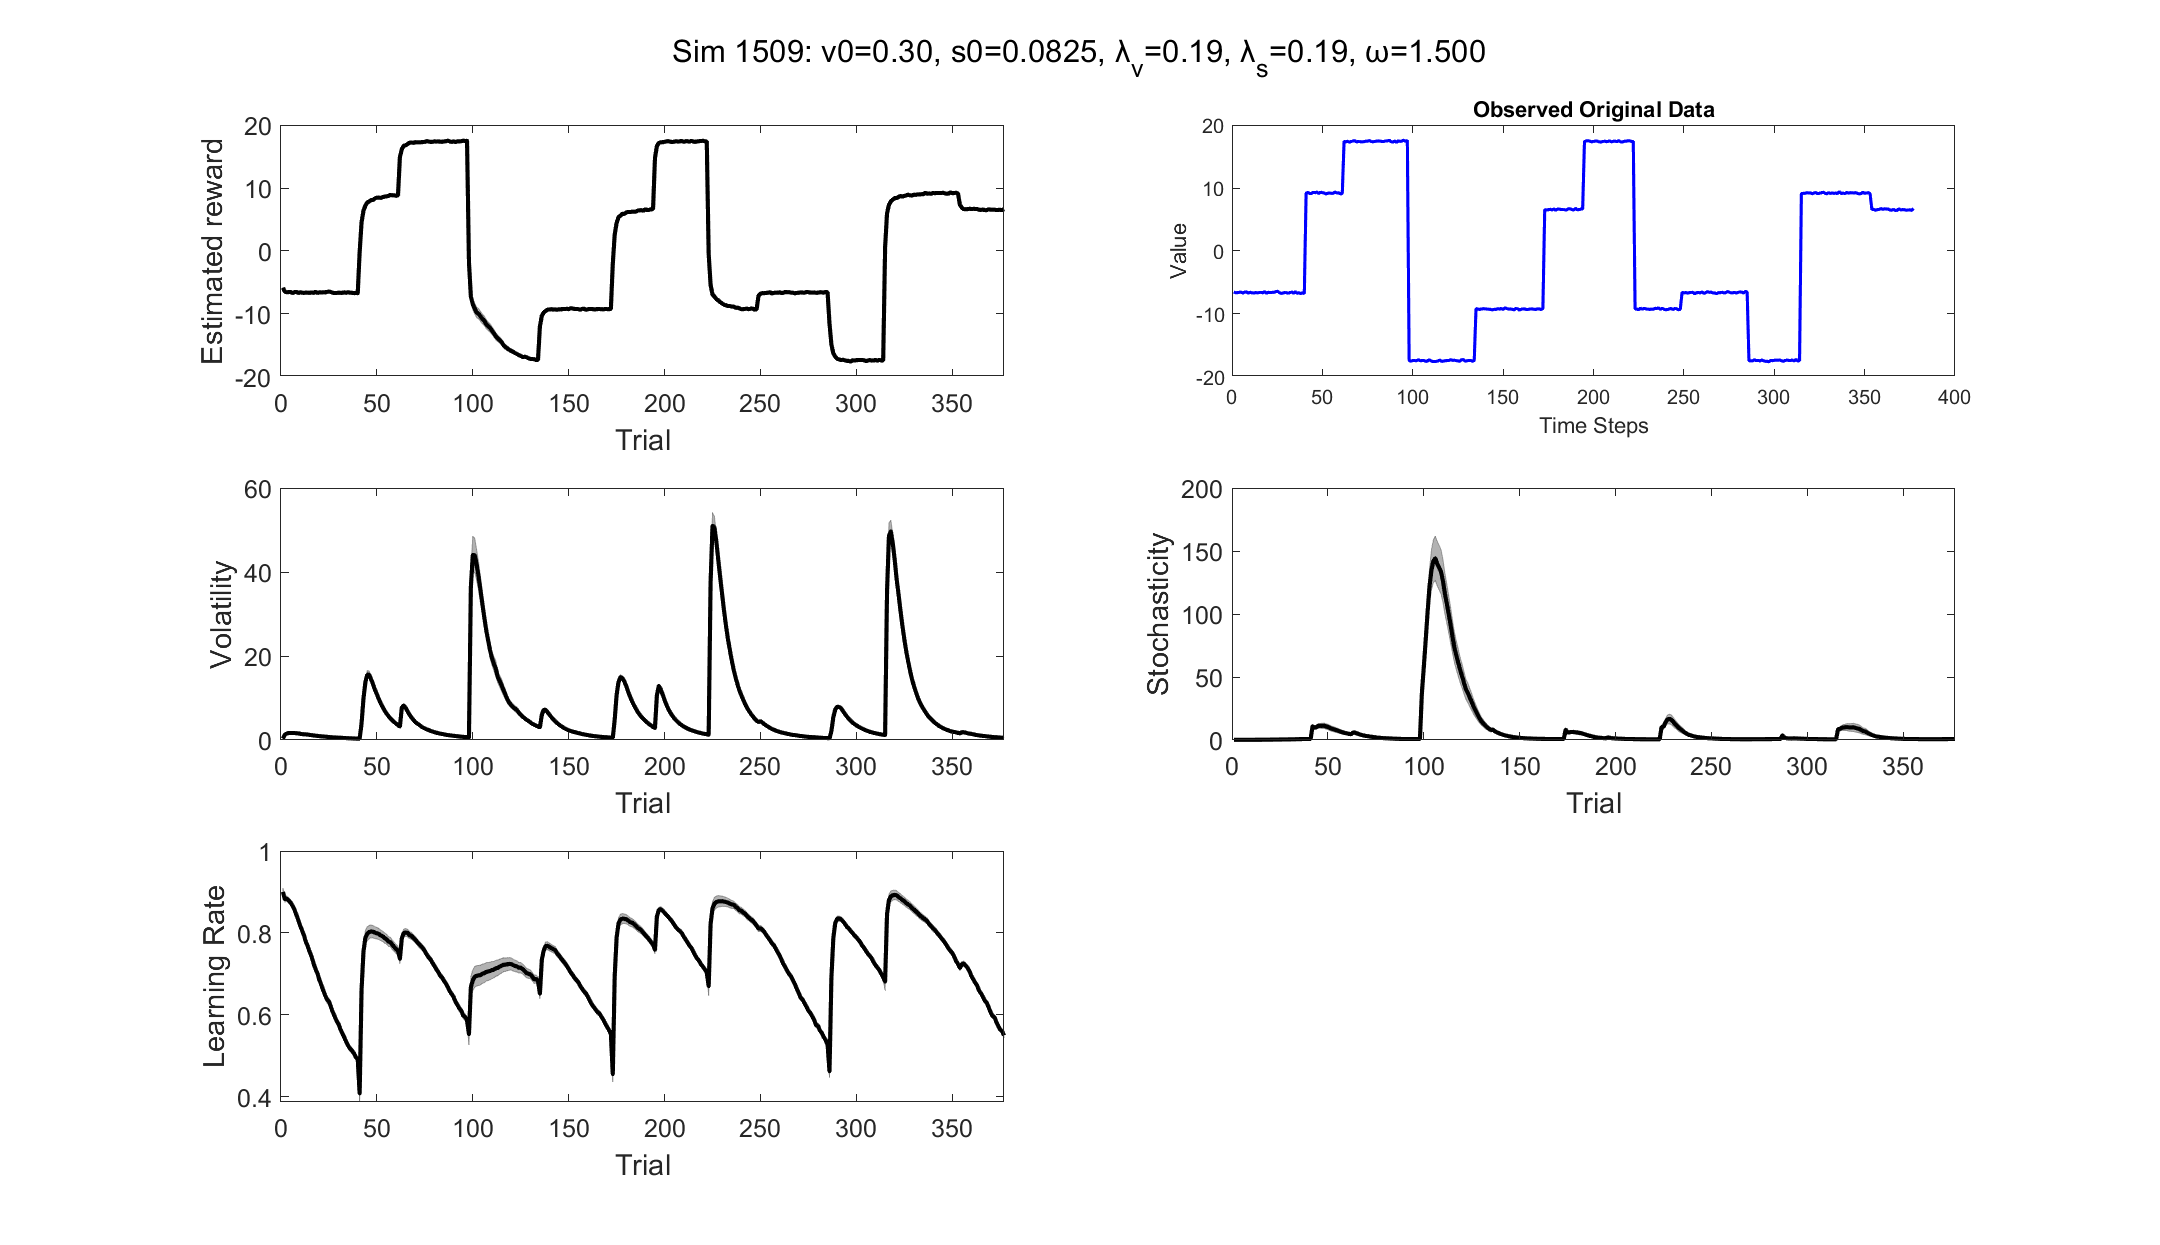 Sim 1509: v0=0.30, s0=0.0825, λv=0.19, λs=0.19, ω=1.500
20
10
0
-10
-20
Estimated reward
0 50 100 150 200 250 300 350
Trial
Observed Original Data
20
10
0
-10
-20
Value
0 50 100 150 200 250 300 350 400
Time Steps
60
40
20
0
Volatility
0 50 100 150 200 250 300 350
Trial
200
150
100
50
0
Stochasticity
0 50 100 150 200 250 300 350
Trial
1
0.8
0.6
0.4
Learning Rate
0 50 100 150 200 250 300 350
Trial